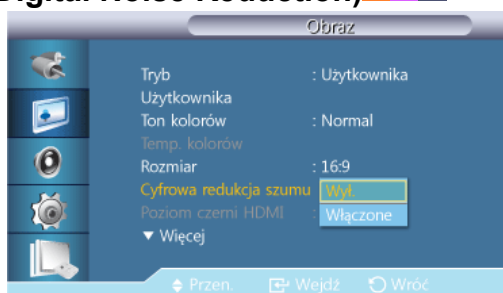 Digital Noise Reduction)
Obraz
Tryb : Użytkownika
Użytkownika
Ton kolorów : Normal
Temp. kolorów
Rozmiar : 16:9
Cyfrowa redukcja szumu Wył.
Poziom czerni HDMI : Włączone
▼ Więcej
Przen. Wejdź Wróć